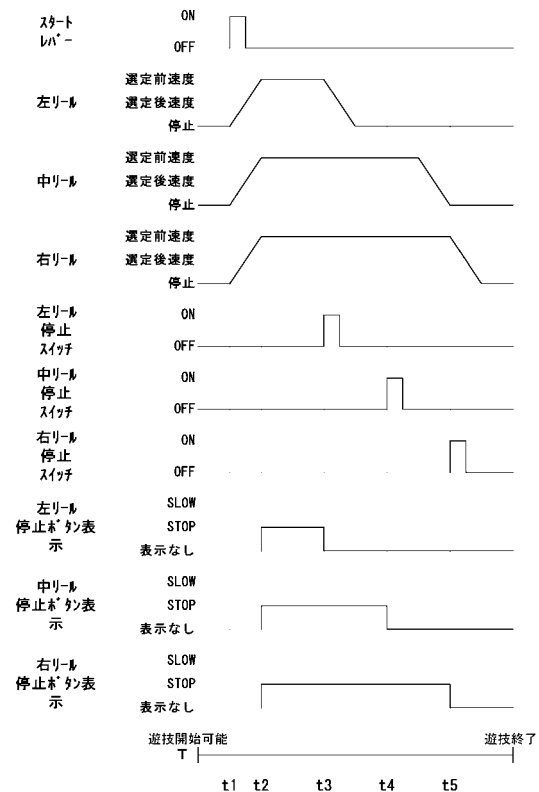 スタート
レバー
ON
OFF
左リール
選定前速度
選定後速度
停止
中リール
選定前速度
選定後速度
停止
右リール
選定前速度
選定後速度
停止
左リール
停止
スイッチ
ON
OFF
中リール
停止
スイッチ
ON
OFF
右リール
停止
スイッチ
ON
OFF
左リール
停止ボタン表
示
SLOW
STOP
表示なし
中リール
停止ボタン表
示
SLOW
STOP
表示なし
右リール
停止ボタン表
示
SLOW
STOP
表示なし
遊技開始可能
遊技終了
T
t1 t2 t3 t4 t5